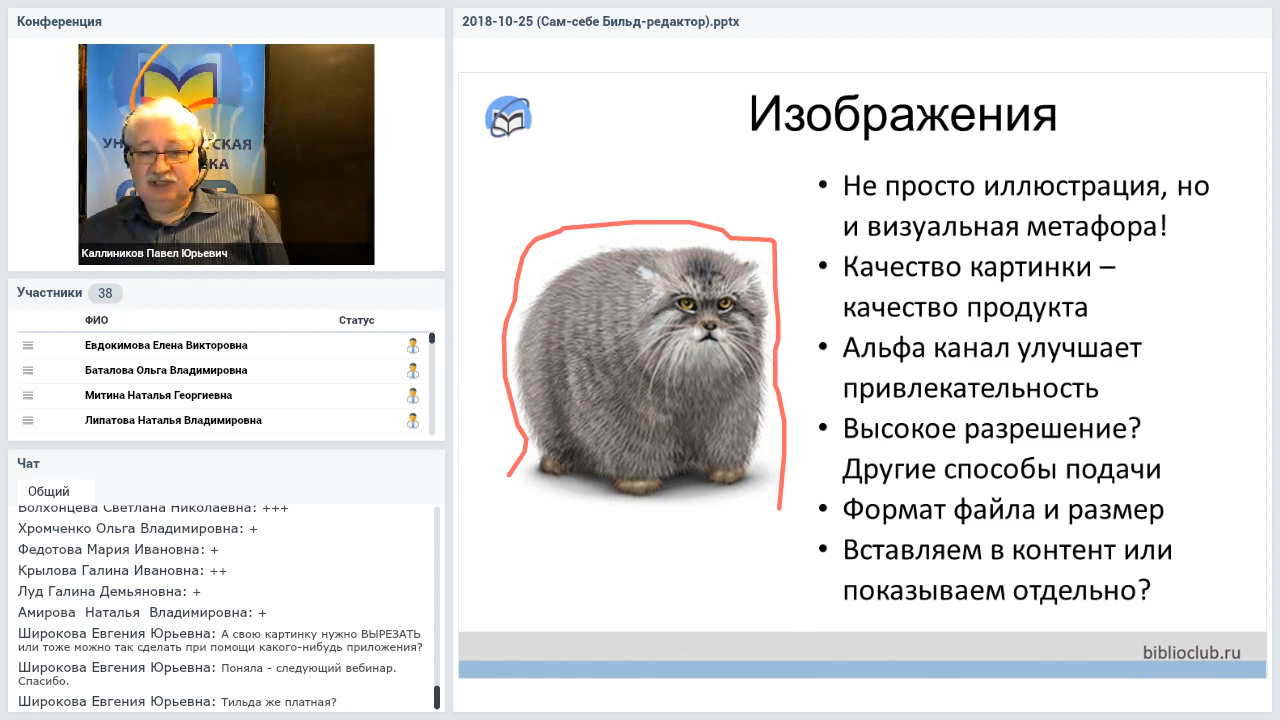 Конференция
Каллиников Павел Юрьевич
Участники 38
ФИО Статус
Евдокимова Елена Викторовна
Баталова Ольга Владимировна
Митина Наталья Георгиевна
Липатова Наталья Владимировна
Чат
Общий
Волхонцева Светлана Николаевна: +++
Хромченко Ольга Владимировна: +
Федотова Мария Ивановна: +
Крылова Галина Ивановна: ++
Луд Галина Демьяновна: +
Амирова Наталья Владимировна: +
Широкова Евгения Юрьевна: А свою картинку нужно ВЫРЕЗАТЬ
или тоже можно так сделать при помощи какого-нибудь приложения?
Широкова Евгения Юрьевна: Поняла - следующий вебинар.
Спасибо.
Широкова Евгения Юрьевна: Тильда же платная?
2018-10-25 (Сам-себе Бильд-редактор).pptx
Изображения
• Не просто иллюстрация, но
и визуальная метафора!
• Качество картинки –
качество продукта
• Альфа канал улучшает
привлекательность
• Высокое разрешение?
Другие способы подачи
• Формат файла и размер
• Вставляем в контент или
показываем отдельно?
biblioclub.ru